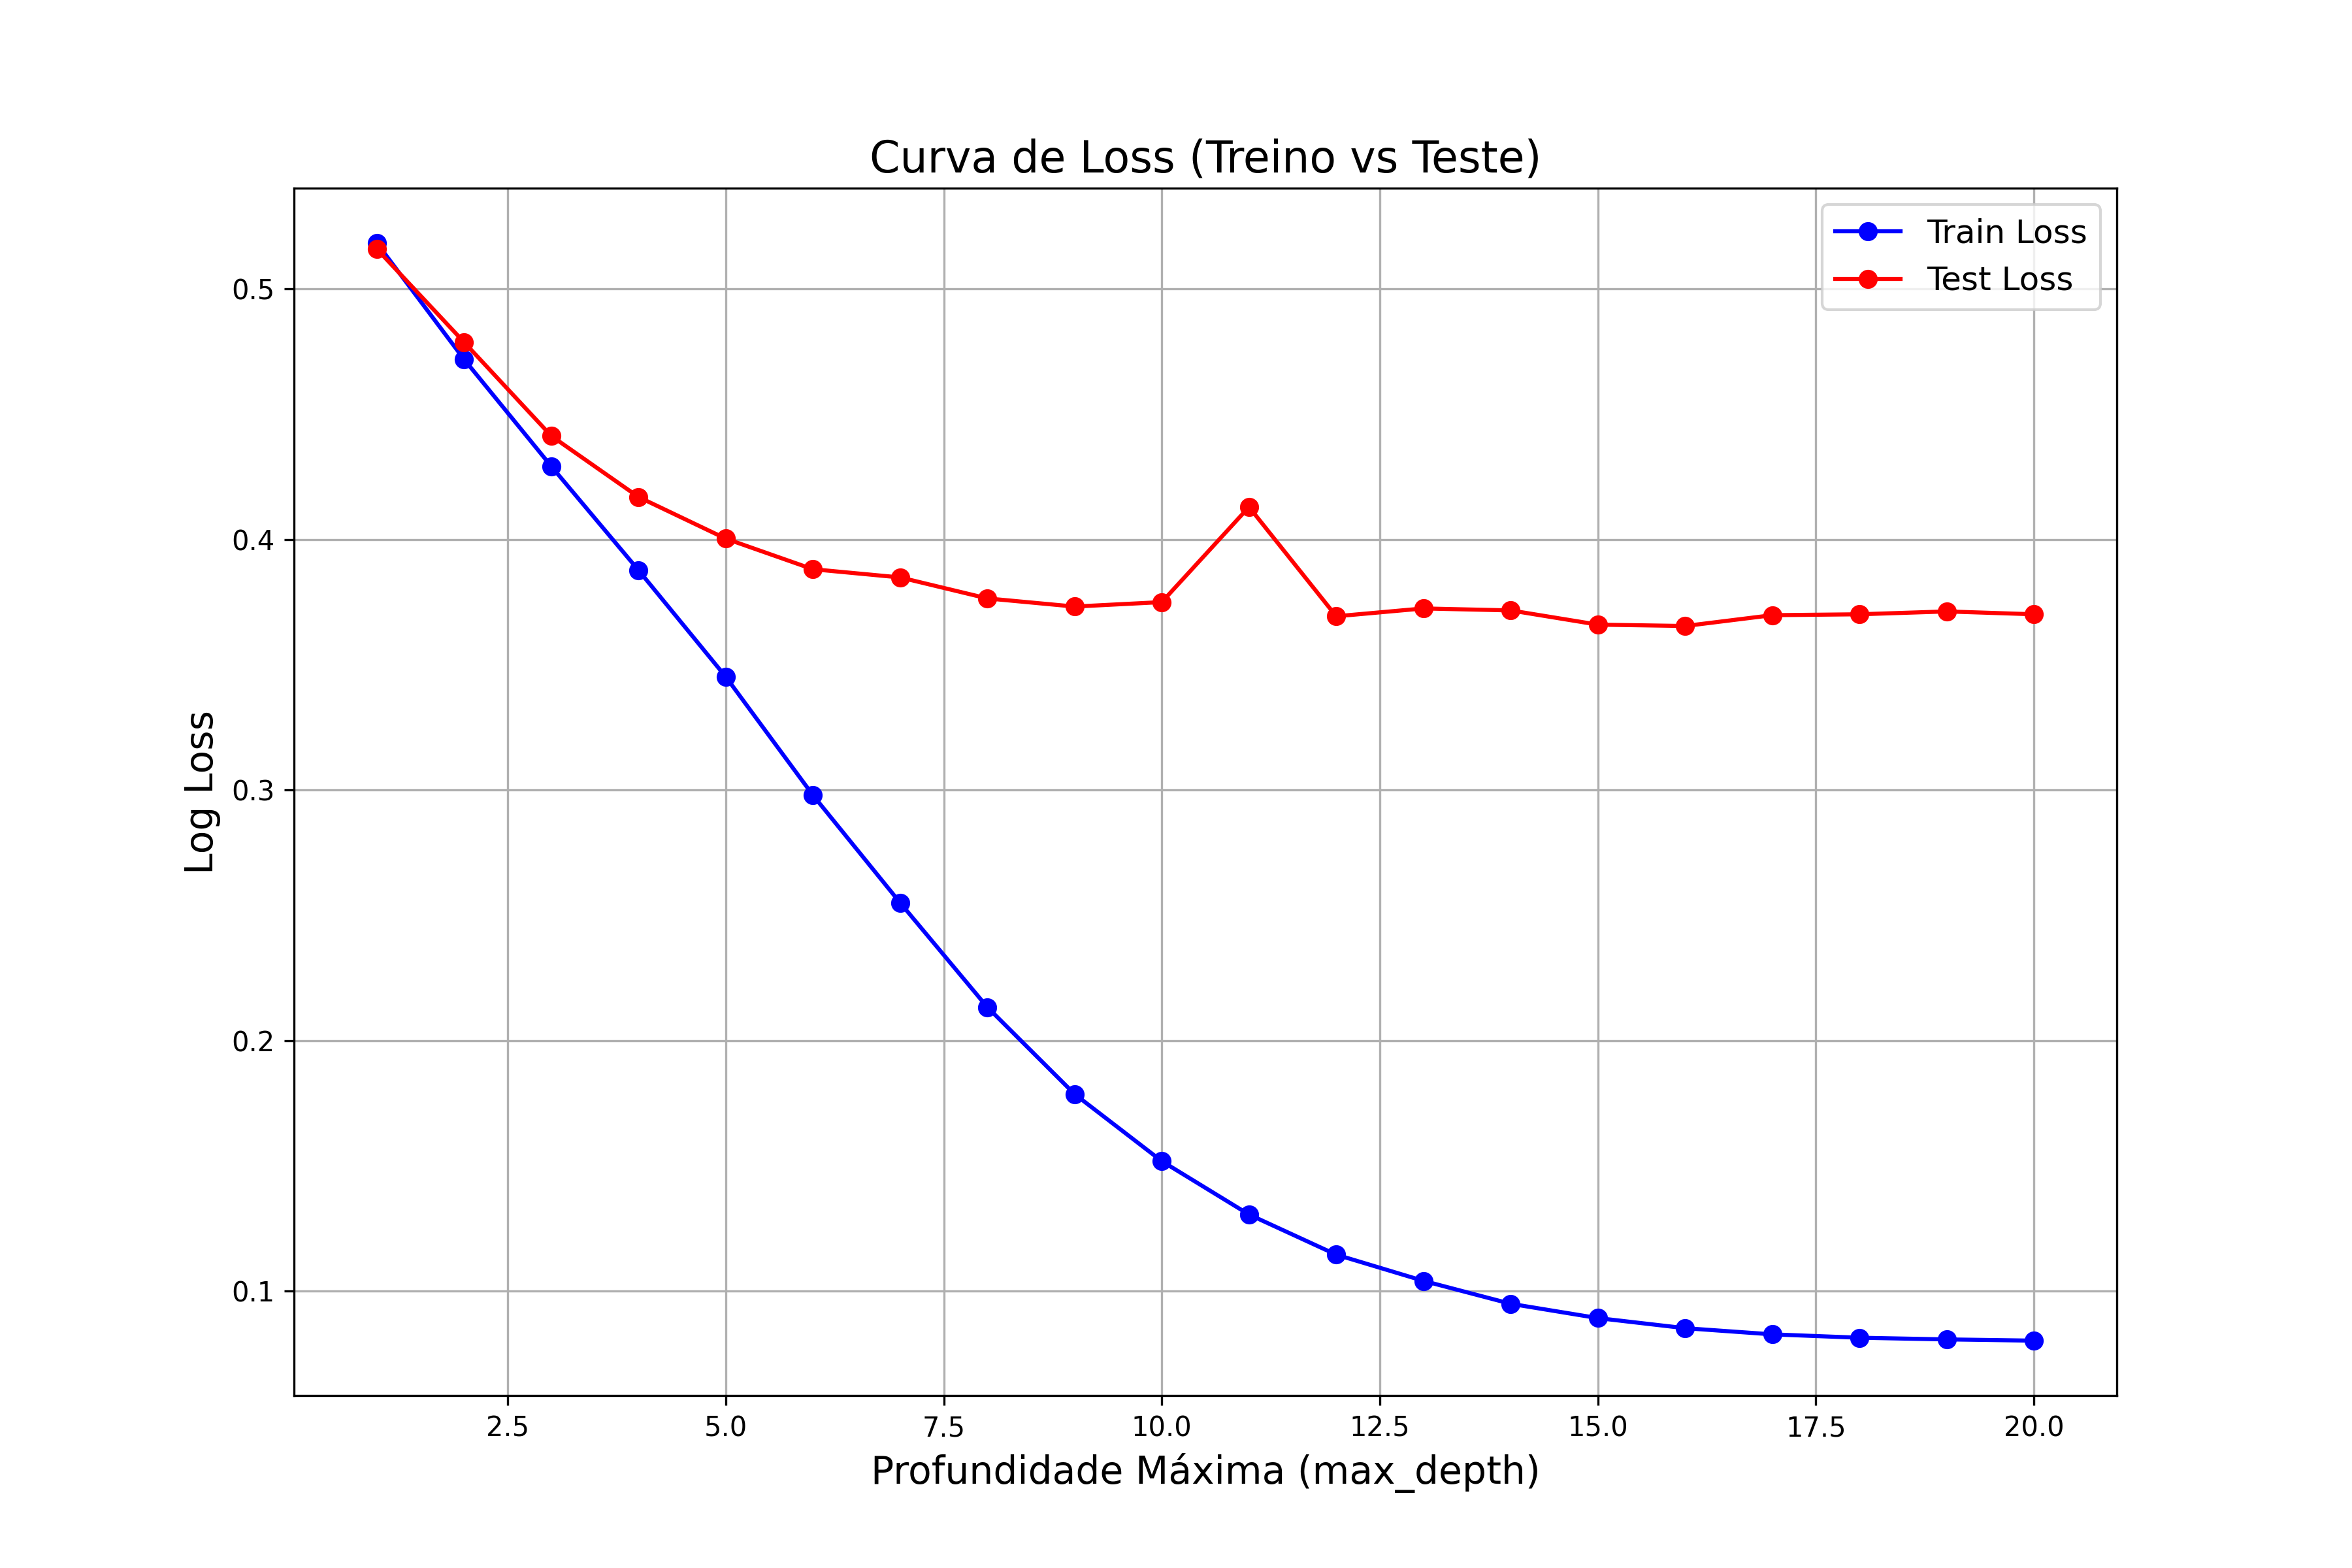 Curva de Loss (Treino vs Teste)
Train Loss
Test Loss
Log Loss
0.5
0.4
0.3
0.2
0.1
2.5 5.0 7.5 10.0 12.5 15.0 17.5 20.0
Profundidade Máxima (max_depth)